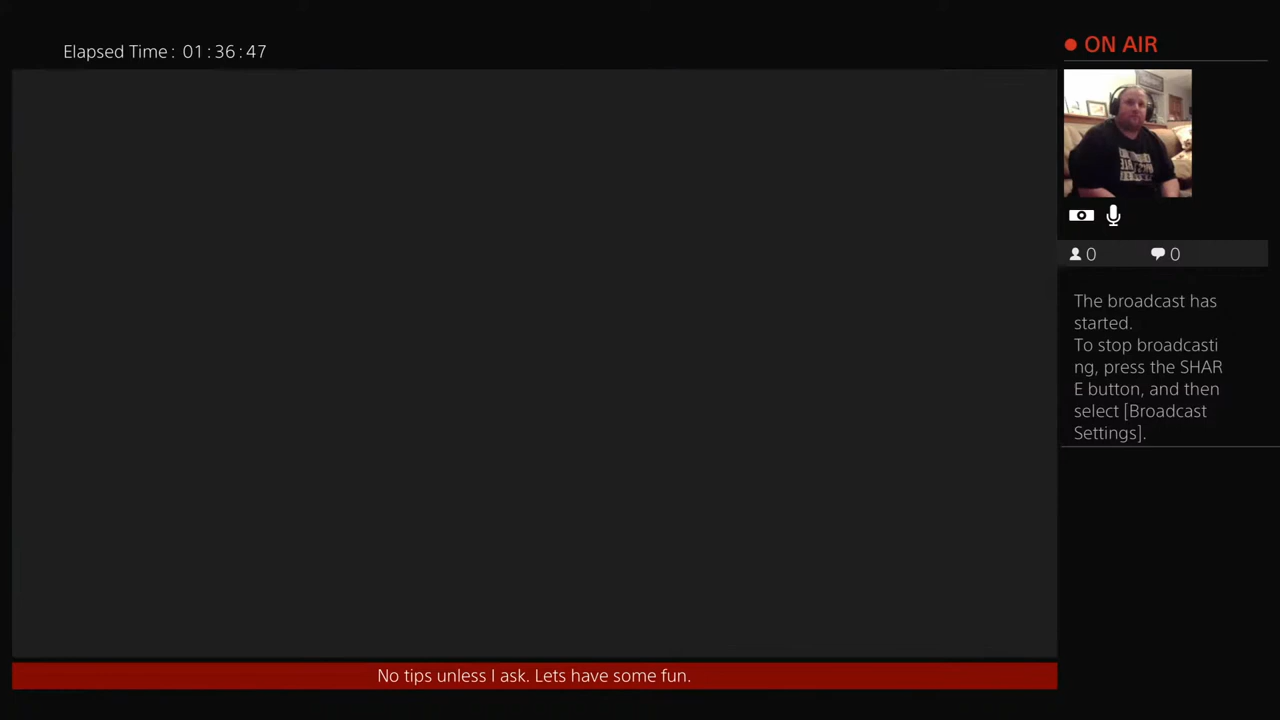 Elapsed Time: 01:36:47
ON AIR
0
0
The broadcast has
started.
To stop broadcasti
ng, press the SHAR
E button, and then
select [Broadcast
Settings].
No tips unless I ask. Lets have some fun.